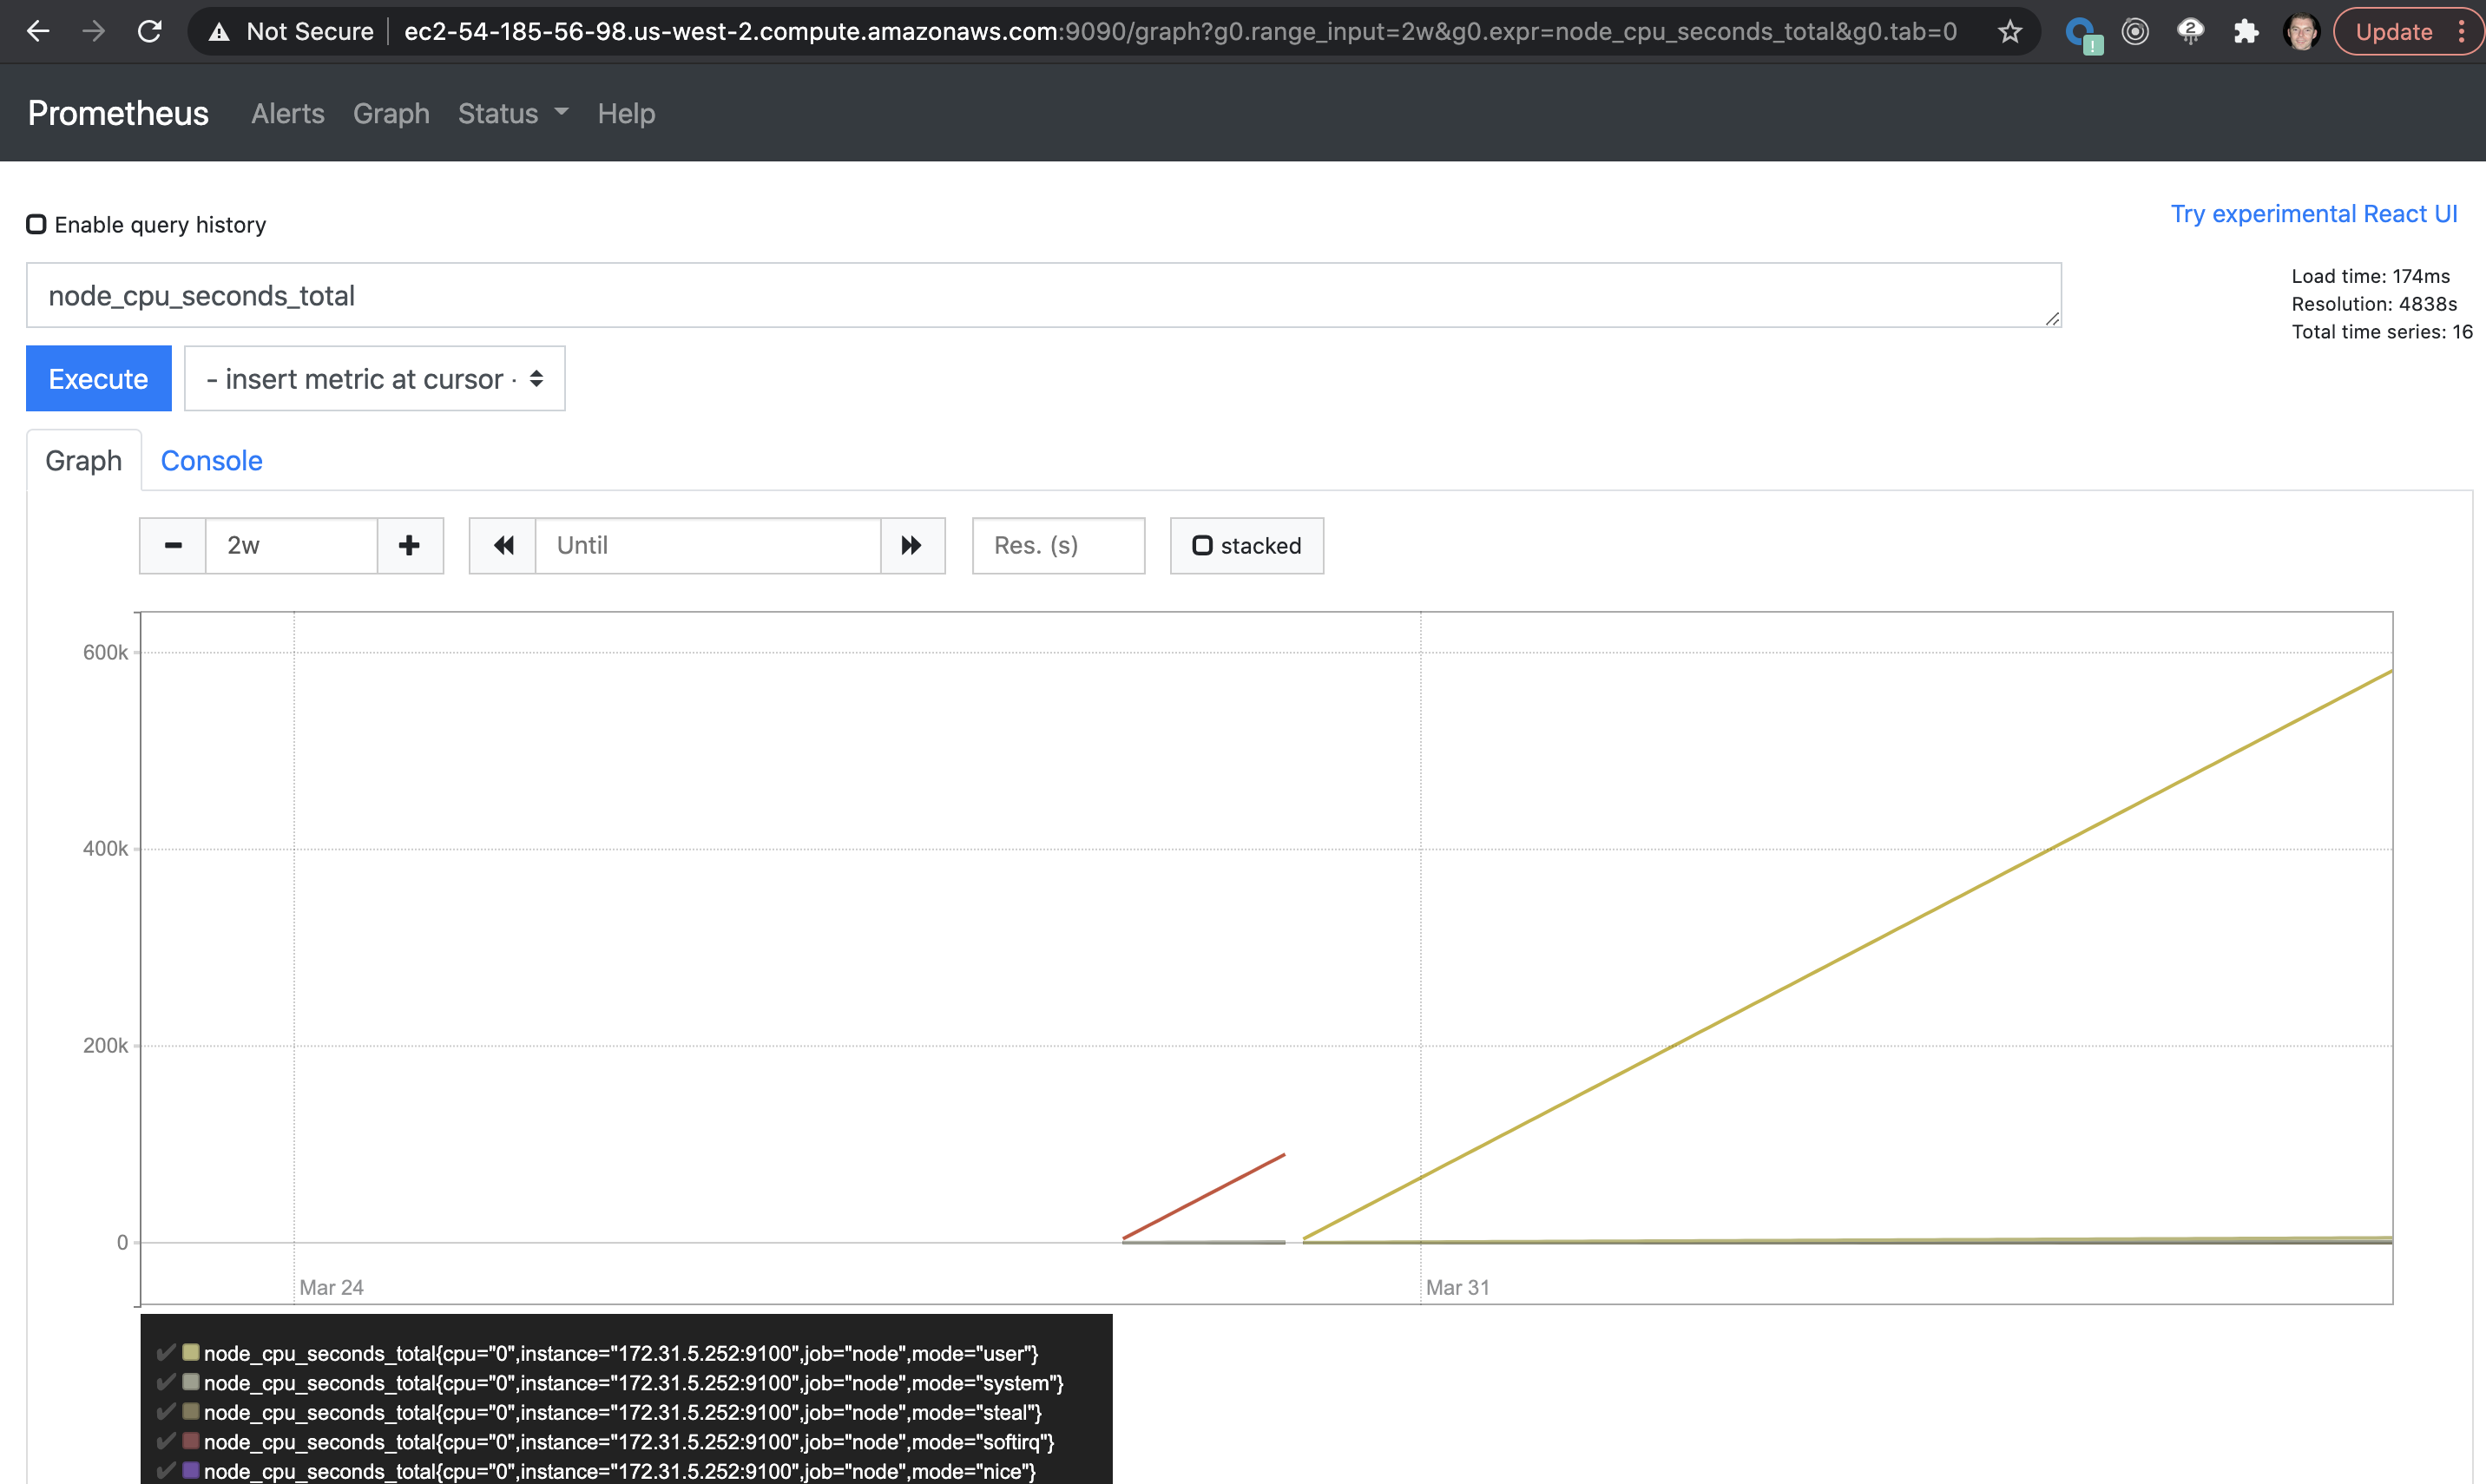 Not Secure ec2-54-185-56-98.us-west-2.compute.amazonaws.com:9090/graph?g0.range_input=2w&g0.expr=node_cpu_seconds_total&g0.tab=0 2 Update
Prometheus Alerts Graph Status Help
Try experimental React UI
Enable query history
node_cpu_seconds_total
Load time: 174ms
Resolution: 4838s
Total time series: 16
Execute - insert metric at cursor -
Graph Console
2w Until Res. (s) stacked
600k
400k
200k
0
Mar 24 Mar 31
node_cpu_seconds_total{cpu="0",instance="172.31.5.252:9100",job="node",mode="user"}
node_cpu_seconds_total{cpu="0",instance="172.31.5.252:9100",job="node",mode="system"}
node_cpu_seconds_total{cpu="0",instance="172.31.5.252:9100",job="node",mode="steal"}
node_cpu_seconds_total{cpu="0",instance="172.31.5.252:9100",job="node",mode="softirq"}
node_cpu_seconds_total{cpu="0",instance="172.31.5.252:9100",job="node",mode="nice"}